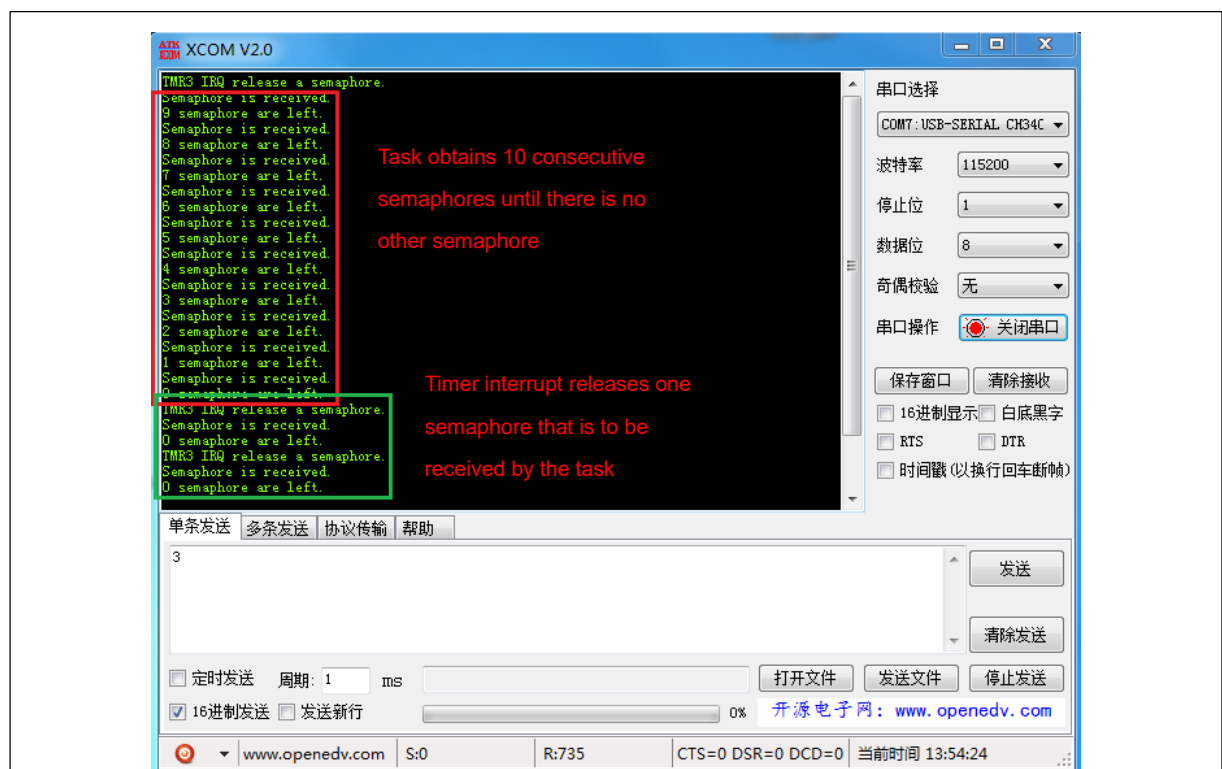 XCOM V2.0
TMR3 IRQ release a semaphore.
Semaphore is received.
9 semaphore are left.
Semaphore is received.
8 semaphore are left.
Semaphore is received.
7 semaphore are left.
Semaphore is received.
6 semaphore are left.
Semaphore is received.
5 semaphore are left.
Semaphore is received.
4 semaphore are left.
Semaphore is received.
3 semaphore are left.
Semaphore is received.
2 semaphore are left.
Semaphore is received.
1 semaphore are left.
Semaphore is received.
0 semaphore are left.
TMR3 IRQ release a semaphore.
Semaphore is received.
0 semaphore are left.
TMR3 IRQ release a semaphore.
Semaphore is received.
0 semaphore are left.
Task obtains 10 consecutive
semaphores until there is no
other semaphore
Timer interrupt releases one
semaphore that is to be
received by the task
串口选择
COM7:USB-SERIAL CH34C
波特率 115200
停止位 1
数据位 8
奇偶校验 无
串口操作 关闭串口
保存窗口 清除接收
16进制显示 白底黑字
RTS DTR
时间戳(以换行回车断帧)
单条发送 多条发送 协议传输 帮助
3
发送
清除发送
定时发送 周期: 1 ms 打开文件 发送文件 停止发送
16进制发送 发送新行 0% 开源电子网: www.openedv.com
www.openedv.com S:0 R:735 CTS=0 DSR=0 DCD=0 当前时间 13:54:24